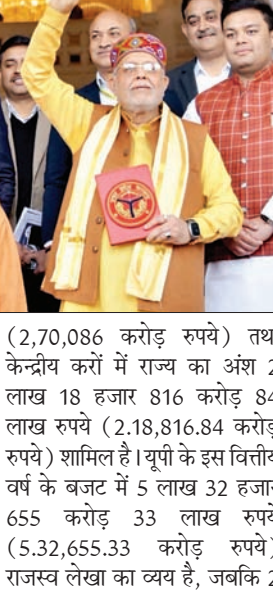 (2,70,086 करोड़ रुपये) तथ
केन्द्रीय करों में राज्य का अंश 2
लाख 18 हजार 816 करोड़ 84
लाख रुपये (2.18,816.84 करोड़
रुपये) शामिल है। यूपी के इस वित्तीय
वर्ष के बजट में 5 लाख 32 हजार
655 करोड़ 33 लाख रुपये
(5.32,655.33 करोड़ रुपये)
राजस्व लेखा का व्यय है, जबकि 2